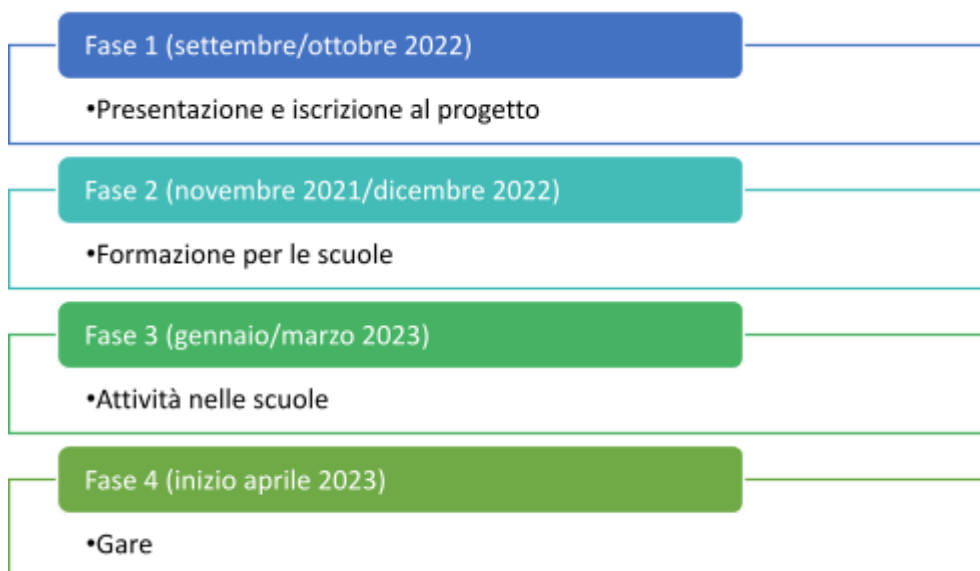 Fase 1 (settembre/ottobre 2022)
•Presentazione e iscrizione al progetto
Fase 2 (novembre 2021/dicembre 2022)
•Formazione per le scuole
Fase 3 (gennaio/marzo 2023)
•Attività nelle scuole
Fase 4 (inizio aprile 2023)
•Gare